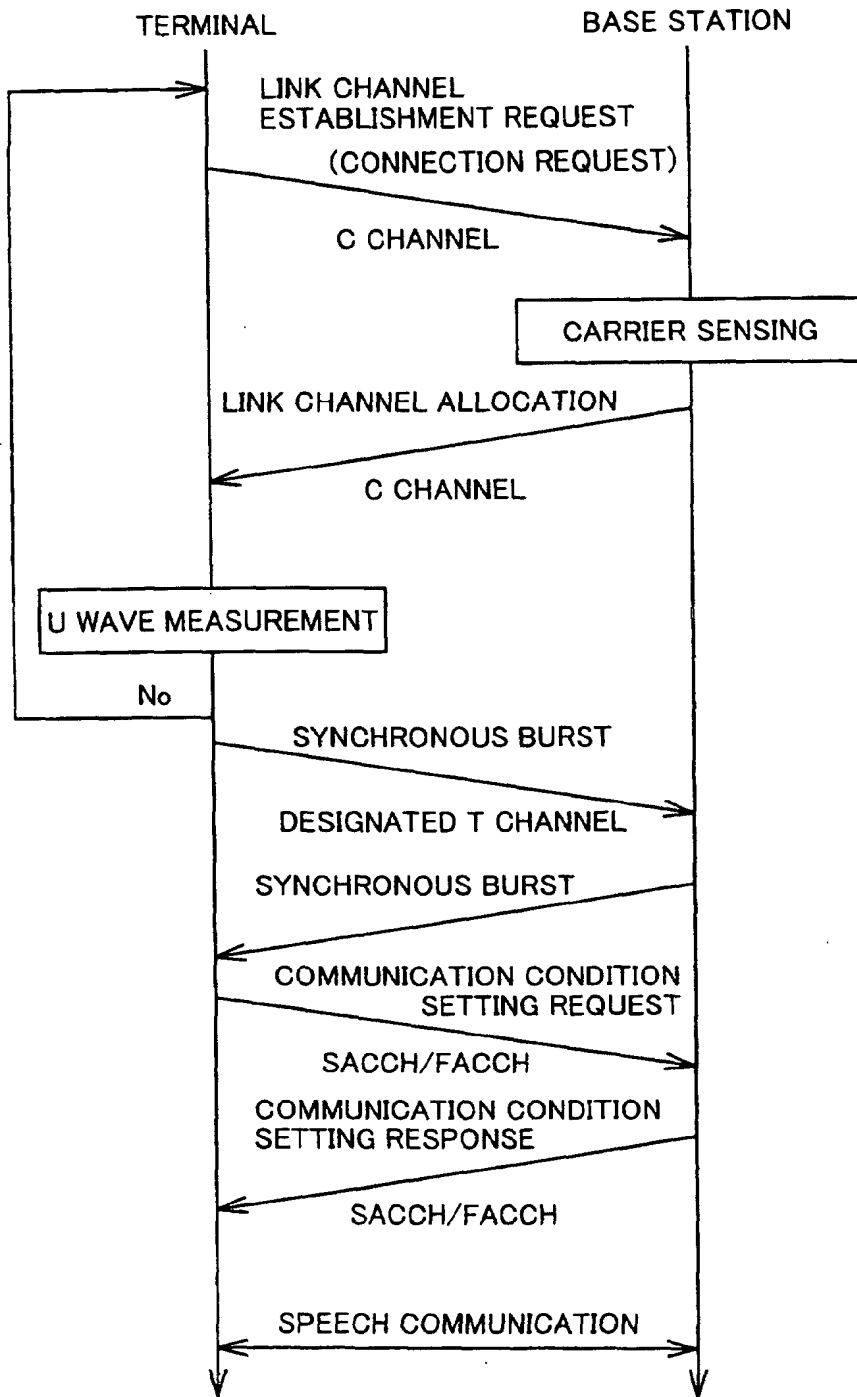 TERMINAL
BASE STATION
LINK CHANNEL
ESTABLISHMENT REQUEST
(CONNECTION REQUEST)
C CHANNEL
CARRIER SENSING
LINK CHANNEL ALLOCATION
C CHANNEL
U WAVE MEASUREMENT
No
SYNCHRONOUS BURST
DESIGNATED T CHANNEL
SYNCHRONOUS BURST
COMMUNICATION CONDITION
SETTING REQUEST
SACCH/FACCH
COMMUNICATION CONDITION
SETTING RESPONSE
SACCH/FACCH
SPEECH COMMUNICATION